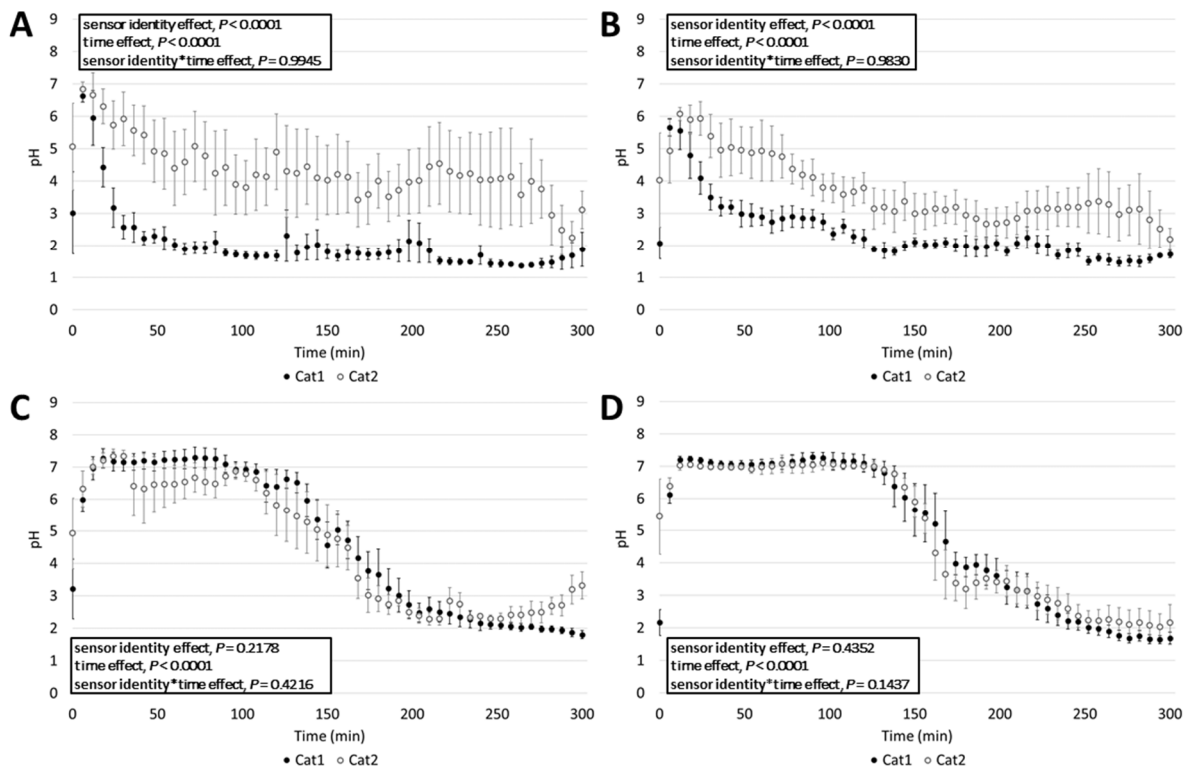 A
sensor identity effect, P < 0.0001
time effect, P < 0.0001
sensor identity*time effect, P = 0.9945
9
8
7
6
5
4
3
2
1
0
pH
0 50 100 150 200 250 300
Time (min)
Cat1 Cat2
B
sensor identity effect, P < 0.0001
time effect, P < 0.0001
sensor identity*time effect, P = 0.9830
9
8
7
6
5
4
3
2
1
0
pH
0 50 100 150 200 250 300
Time (min)
Cat1 Cat2
C
9
8
7
6
5
4
3
2
1
0
pH
sensor identity effect, P = 0.2178
time effect, P < 0.0001
sensor identity*time effect, P = 0.4216
0 50 100 150 200 250 300
Time (min)
Cat1 Cat2
D
9
8
7
6
5
4
3
2
1
0
pH
sensor identity effect, P = 0.4352
time effect, P < 0.0001
sensor identity*time effect, P = 0.1437
0 50 100 150 200 250 300
Time (min)
Cat1 Cat2